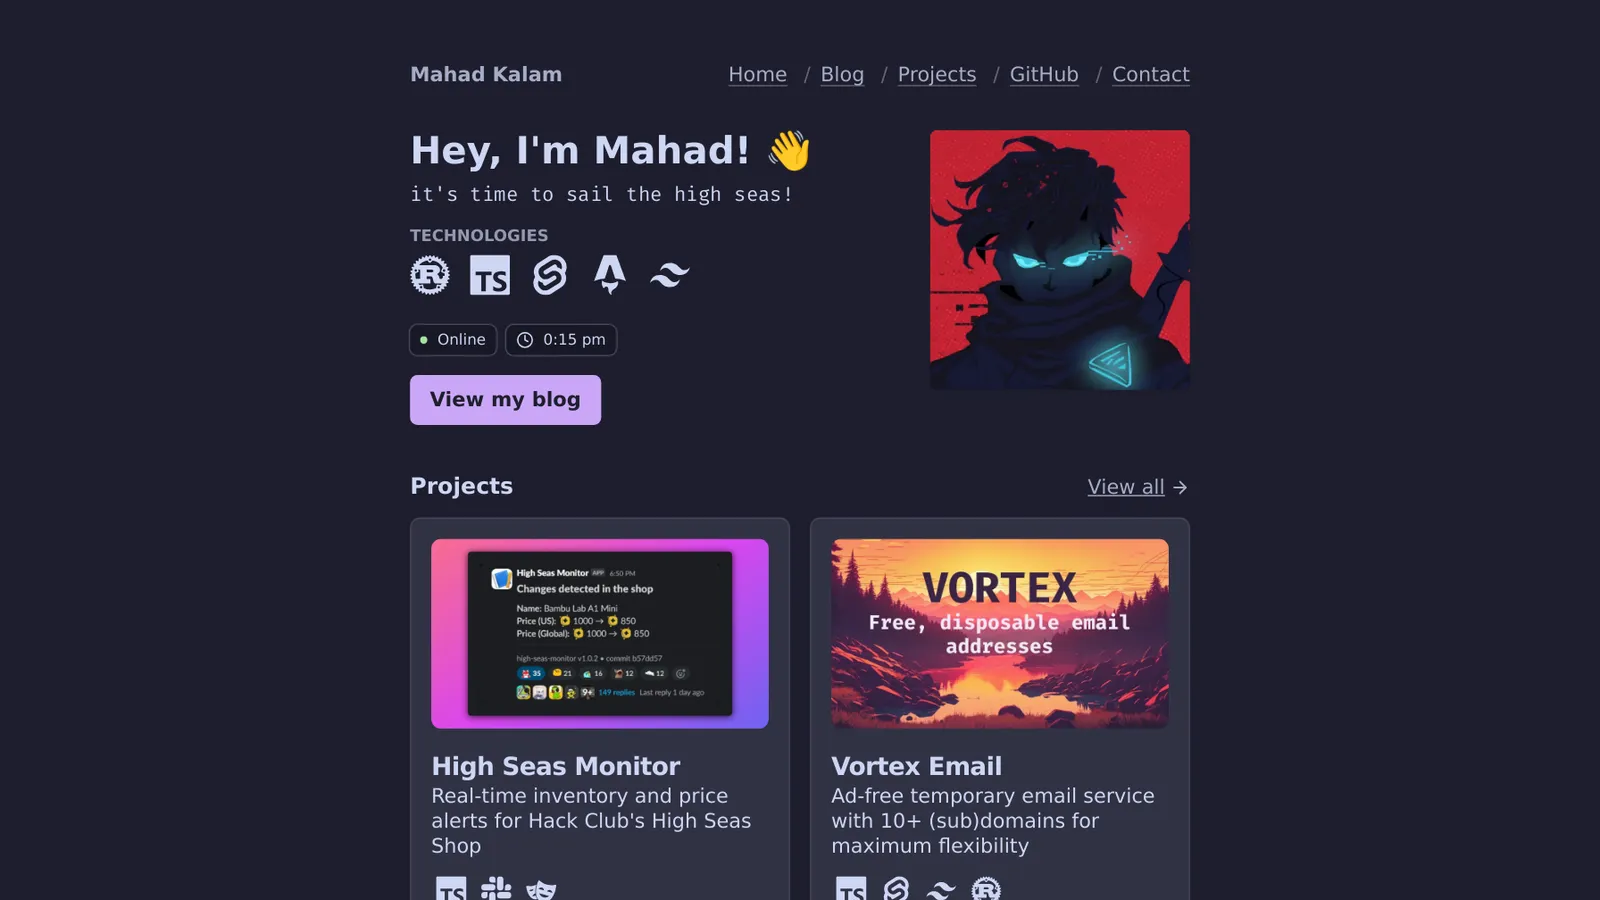 Mahad Kalam
Home / Blog / Projects / GitHub / Contact
Hey, I'm Mahad! 👋
it's time to sail the high seas!
TECHNOLOGIES
R
TS
Online
0:15 pm
View my blog
Projects
View all →
High Seas Monitor APP 6:50 PM
Changes detected in the shop
Name: Bambu Lab A1 Mini
Price (US): 1000 → 850
Price (Global): 1000 → 850
high-seas-monitor v1.0.2 • commit b57dd57
35 21 16 12 12
149 replies Last reply 1 day ago
VORTEX
Free, disposable email
addresses
High Seas Monitor
Real-time inventory and price
alerts for Hack Club's High Seas
Shop
TS
Vortex Email
Ad-free temporary email service
with 10+ (sub)domains for
maximum flexibility
TS
R